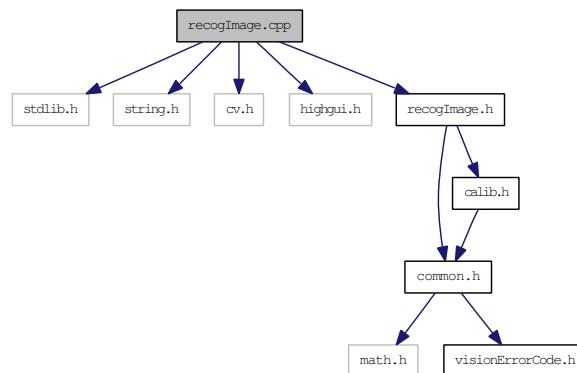 recogImage.cpp
stdlib.h
string.h
cv.h
highgui.h
recogImage.h
calib.h
common.h
math.h
visionErrorCode.h